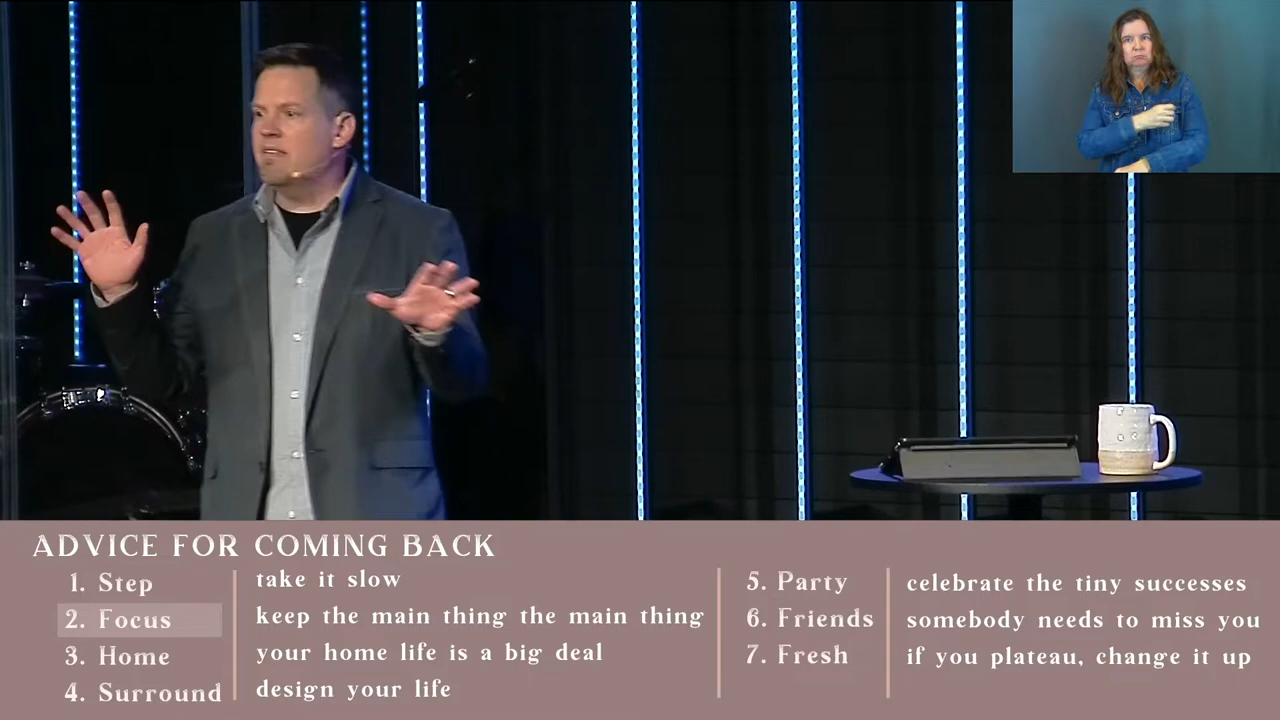 ADVICE FOR COMING BACK
1. Step take it slow
2. Focus keep the main thing the main thing
3. Home your home life is a big deal
4. Surround design your life
5. Party celebrate the tiny successes
6. Friends somebody needs to miss you
7. Fresh if you plateau, change it up